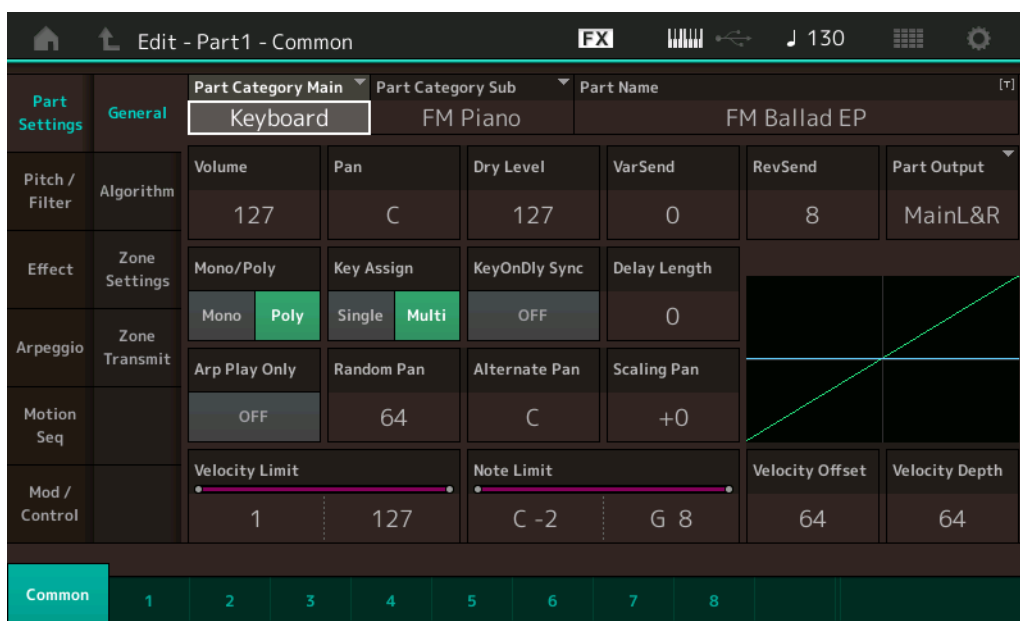 Edit - Part1 - Common FX 130
Part Category Main Part Category Sub Part Name [T]
Keyboard FM Piano FM Ballad EP
Part
Settings
General
Pitch /
Filter
Algorithm
Effect
Zone
Settings
Arpeggio
Zone
Transmit
Motion
Seq
Mod /
Control
Volume Pan Dry Level VarSend RevSend Part Output
127 C 127 0 8 MainL&R
Mono/Poly Key Assign KeyOnDly Sync Delay Length
Mono Poly Single Multi OFF 0
Arp Play Only Random Pan Alternate Pan Scaling Pan
OFF 64 C +0
Velocity Limit Note Limit Velocity Offset Velocity Depth
1 127 C -2 G 8 64 64
Common 1 2 3 4 5 6 7 8